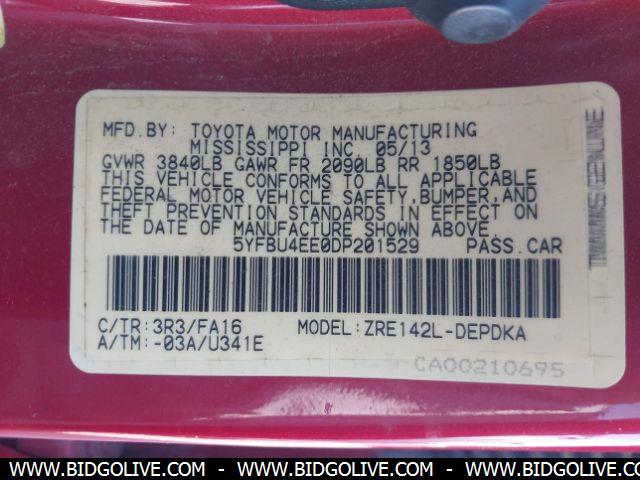 MFD.BY: TOYOTA MOTOR MANUFACTURING
MISSISSIPPI INC. 05/13
GVWR 3840LB GAWR FR 2090LB RR 1850LB
THIS VEHICLE CONFORMS TO ALL APPLICABLE
FEDERAL MOTOR VEHICLE SAFETY,BUMPER,AND
THEFT PREVENTION STANDARDS IN EFFECT ON
THE DATE OF MANUFACTURE SHOWN ABOVE.
5YFBU4EE0DP201529 PASS.CAR
C/TR:3R3/FA16 MODEL:ZRE142L-DEPDKA
A/TM:-03A/U341E
CA00210695
WWW.BIDGOLIVE.COM - WWW.BIDGOLIVE.COM - WWW.BIDGOLIVE.COM